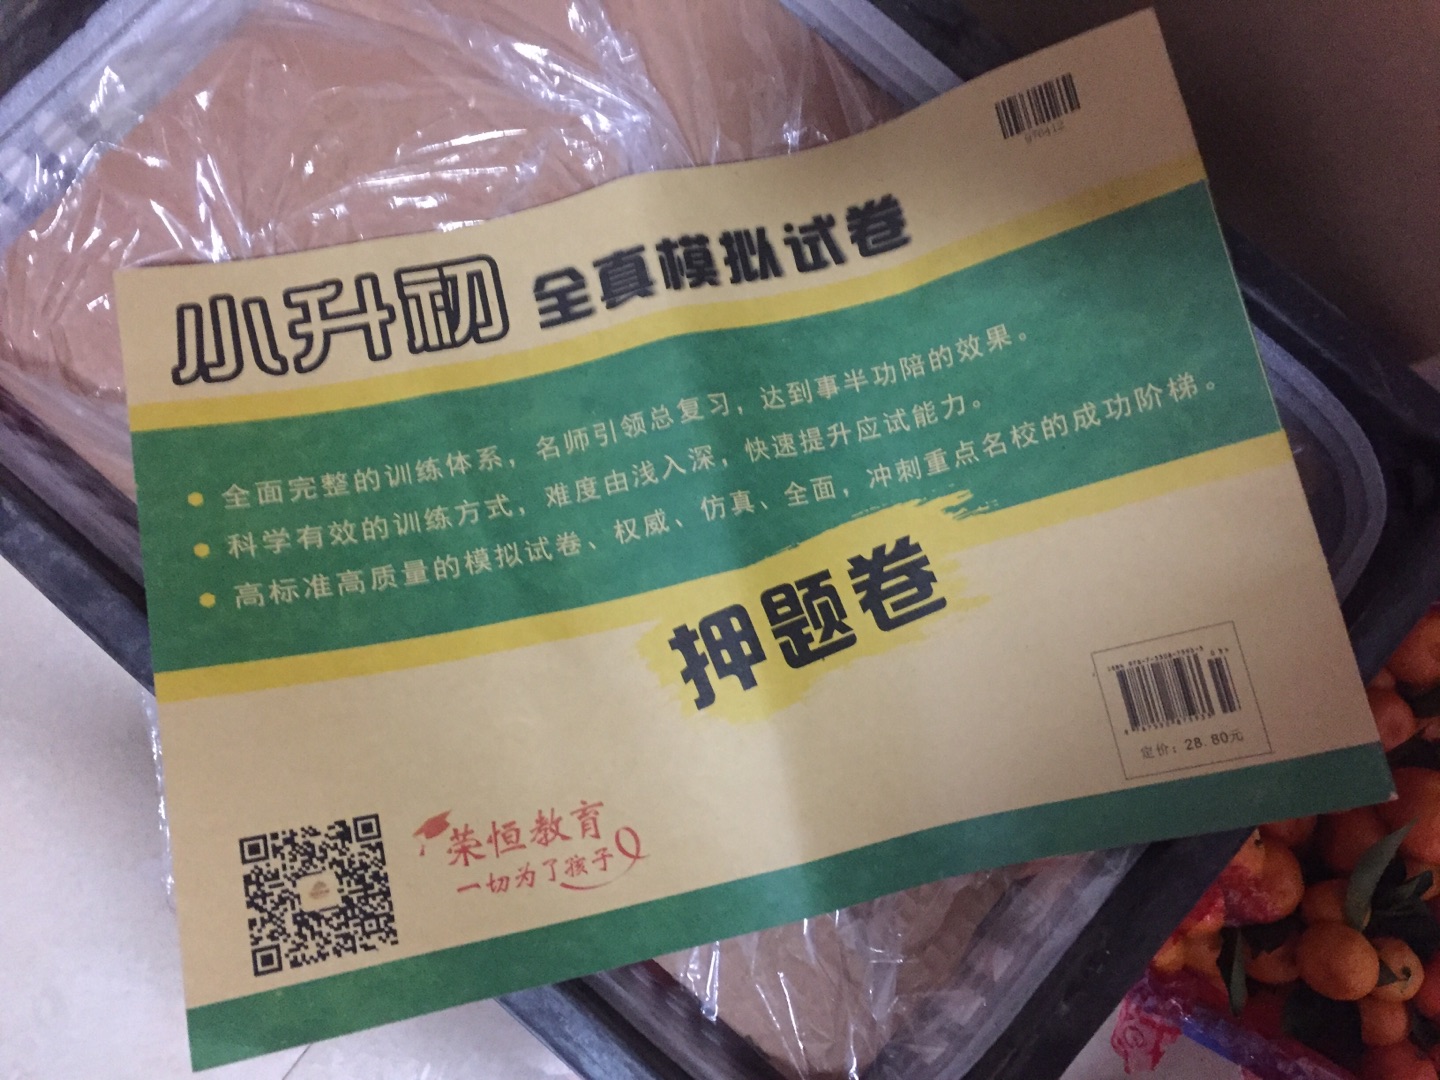 小升初 全真模拟试卷
全面完整的训练体系，名师引领总复习，达到事半功陪的效果。
科学有效的训练方式，难度由浅入深，快速提升应试能力。
高标准高质量的模拟试卷、权威、仿真、全面，冲刺重点名校的成功阶梯。
押题卷
定价：28.80元
荣恒教育
一切为了孩子